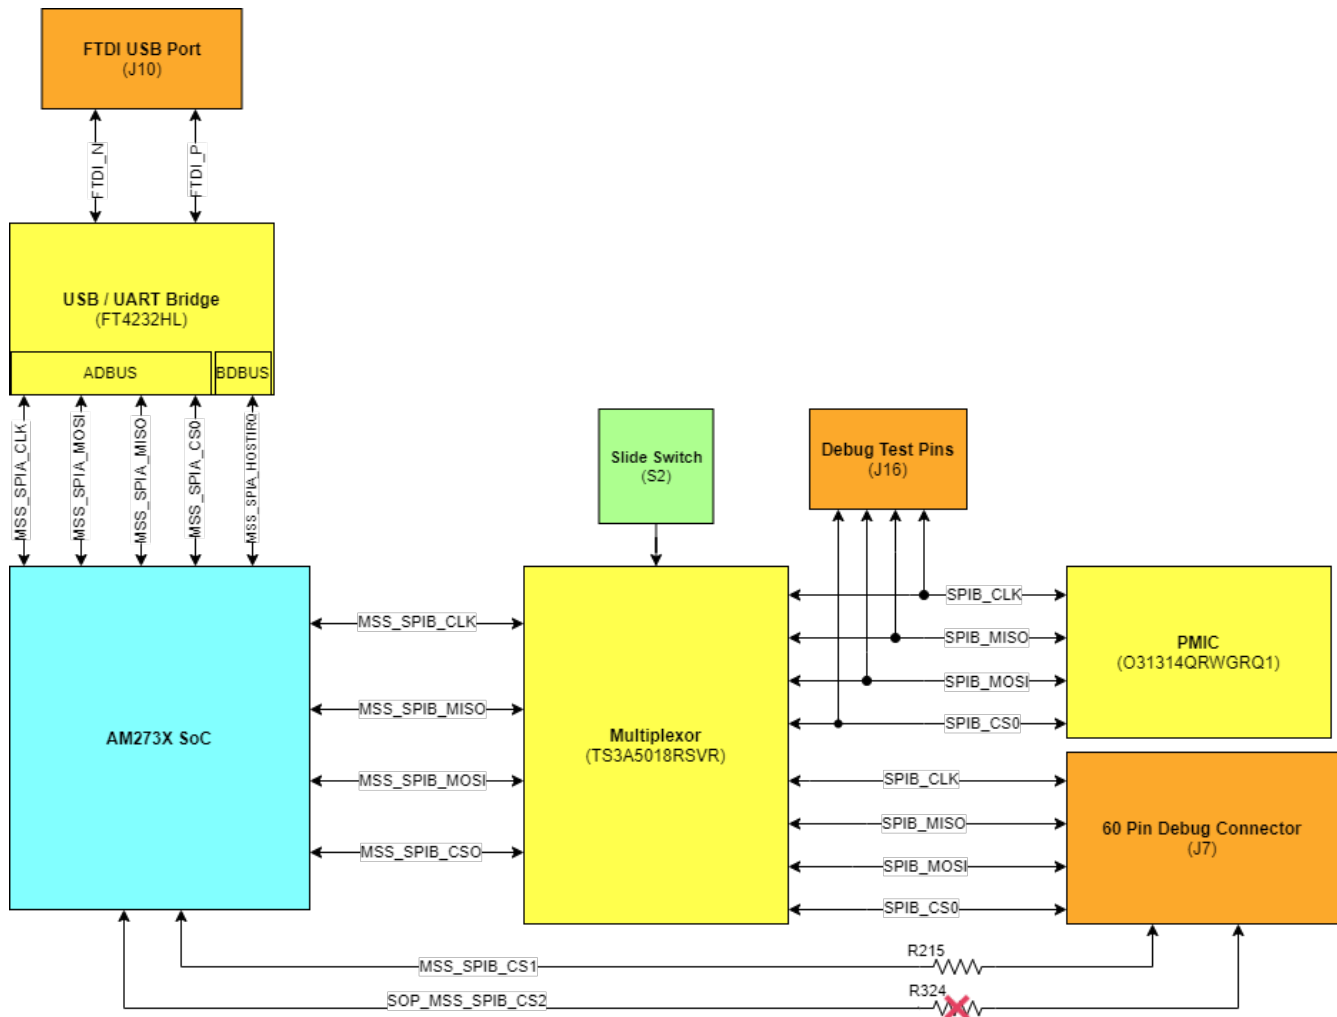 FTDI USB Port
(J10)
FTDI_N
FTDI_P
USB / UART Bridge
(FT4232HL)
ADBUS
BDBUS
MSS_SPIA_CLK
MSS_SPIA_MOSI
MSS_SPIA_MISO
MSS_SPIA_CS0
MSS_SPIA_HOSTIRQ
Slide Switch
(S2)
Debug Test Pins
(J16)
AM273X SoC
MSS_SPIB_CLK
MSS_SPIB_MISO
MSS_SPIB_MOSI
MSS_SPIB_CSO
Multiplexor
(TS3A5018RSVR)
SPIB_CLK
SPIB_MISO
SPIB_MOSI
SPIB_CS0
PMIC
(O31314QRWGRQ1)
SPIB_CLK
SPIB_MISO
SPIB_MOSI
SPIB_CS0
60 Pin Debug Connector
(J7)
MSS_SPIB_CS1
R215
SOP_MSS_SPIB_CS2
R324